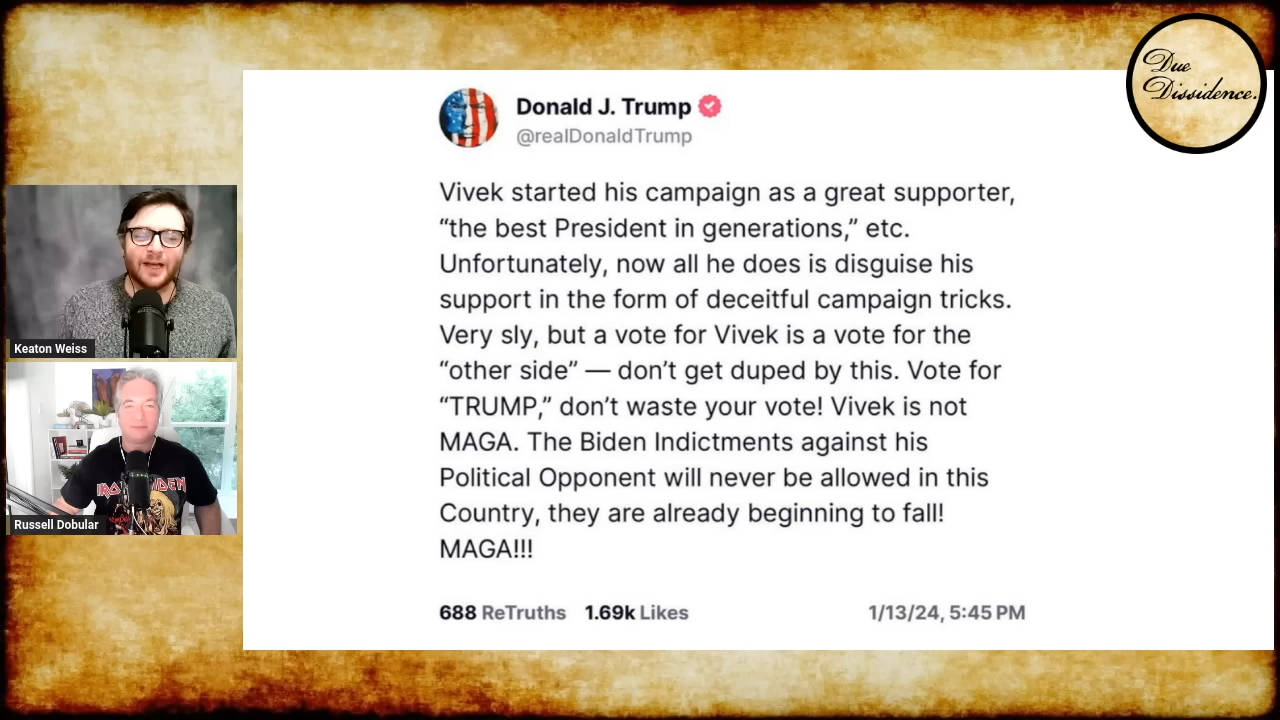 Due
Dissidence.
Donald J. Trump
@realDonaldTrump
Vivek started his campaign as a great supporter,
“the best President in generations,” etc.
Unfortunately, now all he does is disguise his
support in the form of deceitful campaign tricks.
Very sly, but a vote for Vivek is a vote for the
“other side” — don’t get duped by this. Vote for
“TRUMP,” don’t waste your vote! Vivek is not
MAGA. The Biden Indictments against his
Political Opponent will never be allowed in this
Country, they are already beginning to fall!
MAGA!!!
688 ReTruths 1.69k Likes 1/13/24, 5:45 PM
Keaton Weiss
IRON MAIDEN
Russell Dobular